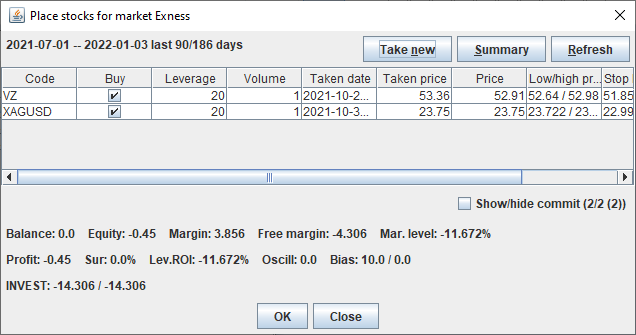 Place stocks for market Exness
2021-07-01 -- 2022-01-03 last 90/186 days Take new Summary Refresh
Code Buy Leverage Volume Taken date Taken price Price Low/high pr... Stop
VZ 20 1 2021-10-2... 53.36 52.91 52.64 / 52.98 51.85
XAGUSD 20 1 2021-10-3... 23.75 23.75 23.722 / 23... 22.99
Show/hide commit (2/2 (2))
Balance: 0.0 Equity: -0.45 Margin: 3.856 Free margin: -4.306 Mar. level: -11.672%
Profit: -0.45 Sur: 0.0% Lev.ROI: -11.672% Oscill: 0.0 Bias: 10.0 / 0.0
INVEST: -14.306 / -14.306
OK Close